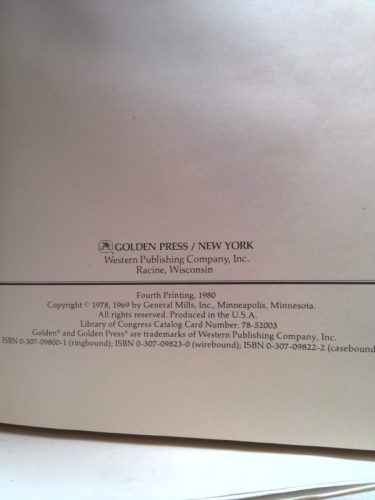 GOLDEN PRESS / NEW YORK
Western Publishing Company, Inc.
Racine, Wisconsin
Fourth Printing, 1980
Copyright © 1978, 1969 by General Mills, Inc., Minneapolis, Minnesota.
All rights reserved. Produced in the U.S.A.
Library of Congress Catalog Card Number: 78-52003
Golden® and Golden Press® are trademarks of Western Publishing Company, Inc.
ISBN 0-307-09800-1 (ringbound); ISBN 0-307-09823-0 (wirebound); ISBN 0-307-09822-2 (casebound